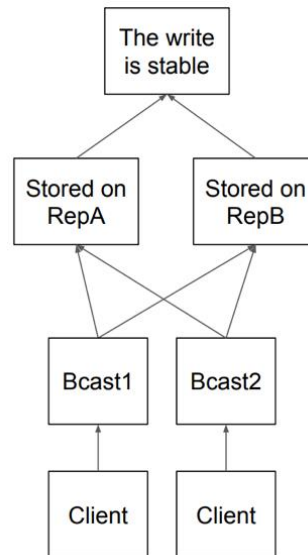 The write
is stable
Stored on
RepA
Stored on
RepB
Bcast1
Bcast2
Client
Client